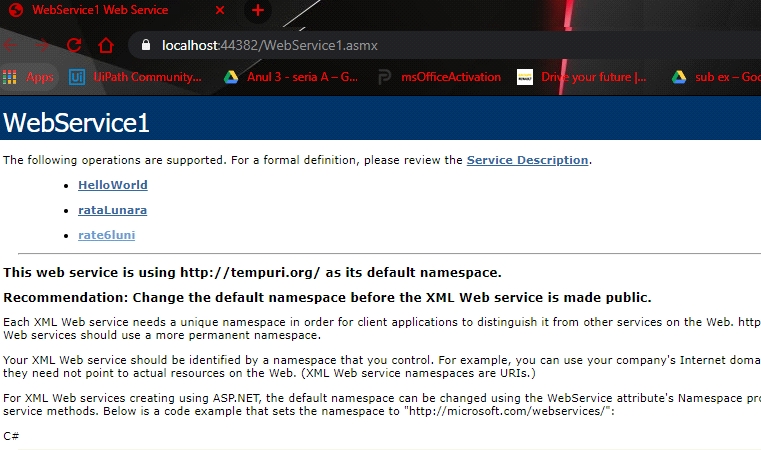 WebService1 Web Service
localhost:44382/WebService1.asmx
Apps UiPath Community... Anul 3 - seria A – G... msOfficeActivation Drive your future |... sub ex – Goo
WebService1
The following operations are supported. For a formal definition, please review the Service Description.
HelloWorld
rataLunara
rate6luni
This web service is using http://tempuri.org/ as its default namespace.
Recommendation: Change the default namespace before the XML Web service is made public.
Each XML Web service needs a unique namespace in order for client applications to distinguish it from other services on the Web. http
Web services should use a more permanent namespace.
Your XML Web service should be identified by a namespace that you control. For example, you can use your company's Internet doma
they need not point to actual resources on the Web. (XML Web service namespaces are URIs.)
For XML Web services creating using ASP.NET, the default namespace can be changed using the WebService attribute's Namespace pro
service methods. Below is a code example that sets the namespace to "http://microsoft.com/webservices/":
C#